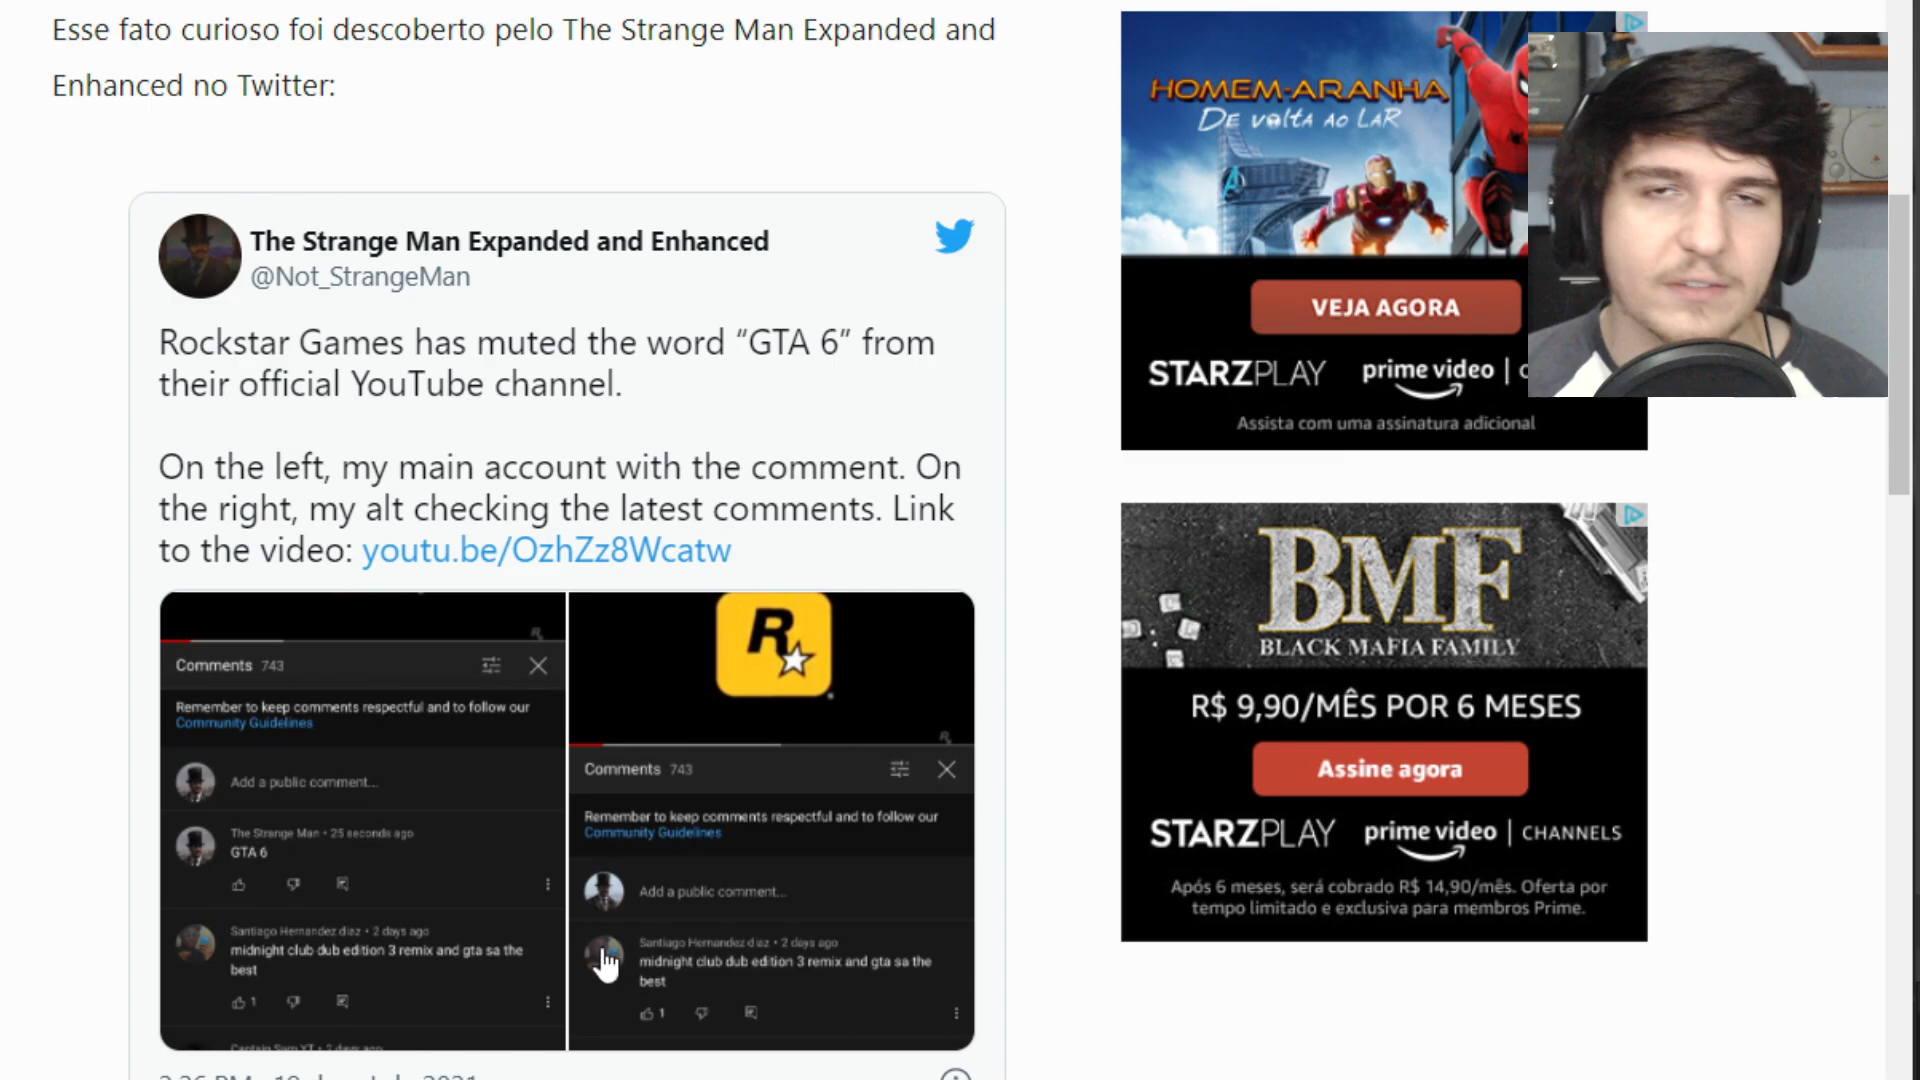 Esse fato curioso foi descoberto pelo The Strange Man Expanded and
Enhanced no Twitter:
The Strange Man Expanded and Enhanced
@Not_StrangeMan
Rockstar Games has muted the word “GTA 6” from
their official YouTube channel.
On the left, my main account with the comment. On
the right, my alt checking the latest comments. Link
to the video: youtu.be/OzhZz8Wcatw
Comments 743
Remember to keep comments respectful and to follow our
Community Guidelines
Add a public comment...
The Strange Man • 25 seconds ago
GTA 6
Santiago Hernandez diaz • 2 days ago
midnight club dub edition 3 remix and gta sa the
best
1
Captain Sam YT • 2 days ago
R
Comments 743
Remember to keep comments respectful and to follow our
Community Guidelines
Add a public comment...
Santiago Hernandez diaz • 2 days ago
midnight club dub edition 3 remix and gta sa the
best
1
HOMEM-ARANHA
DE VOLTA AO LAR
VEJA AGORA
STARZPLAY prime video |
Assista com uma assinatura adicional
BMF
BLACK MAFIA FAMILY
R$ 9,90/MÊS POR 6 MESES
Assine agora
STARZPLAY prime video | CHANNELS
Após 6 meses, será cobrado R$ 14,90/mês. Oferta por
tempo limitado e exclusiva para membros Prime.